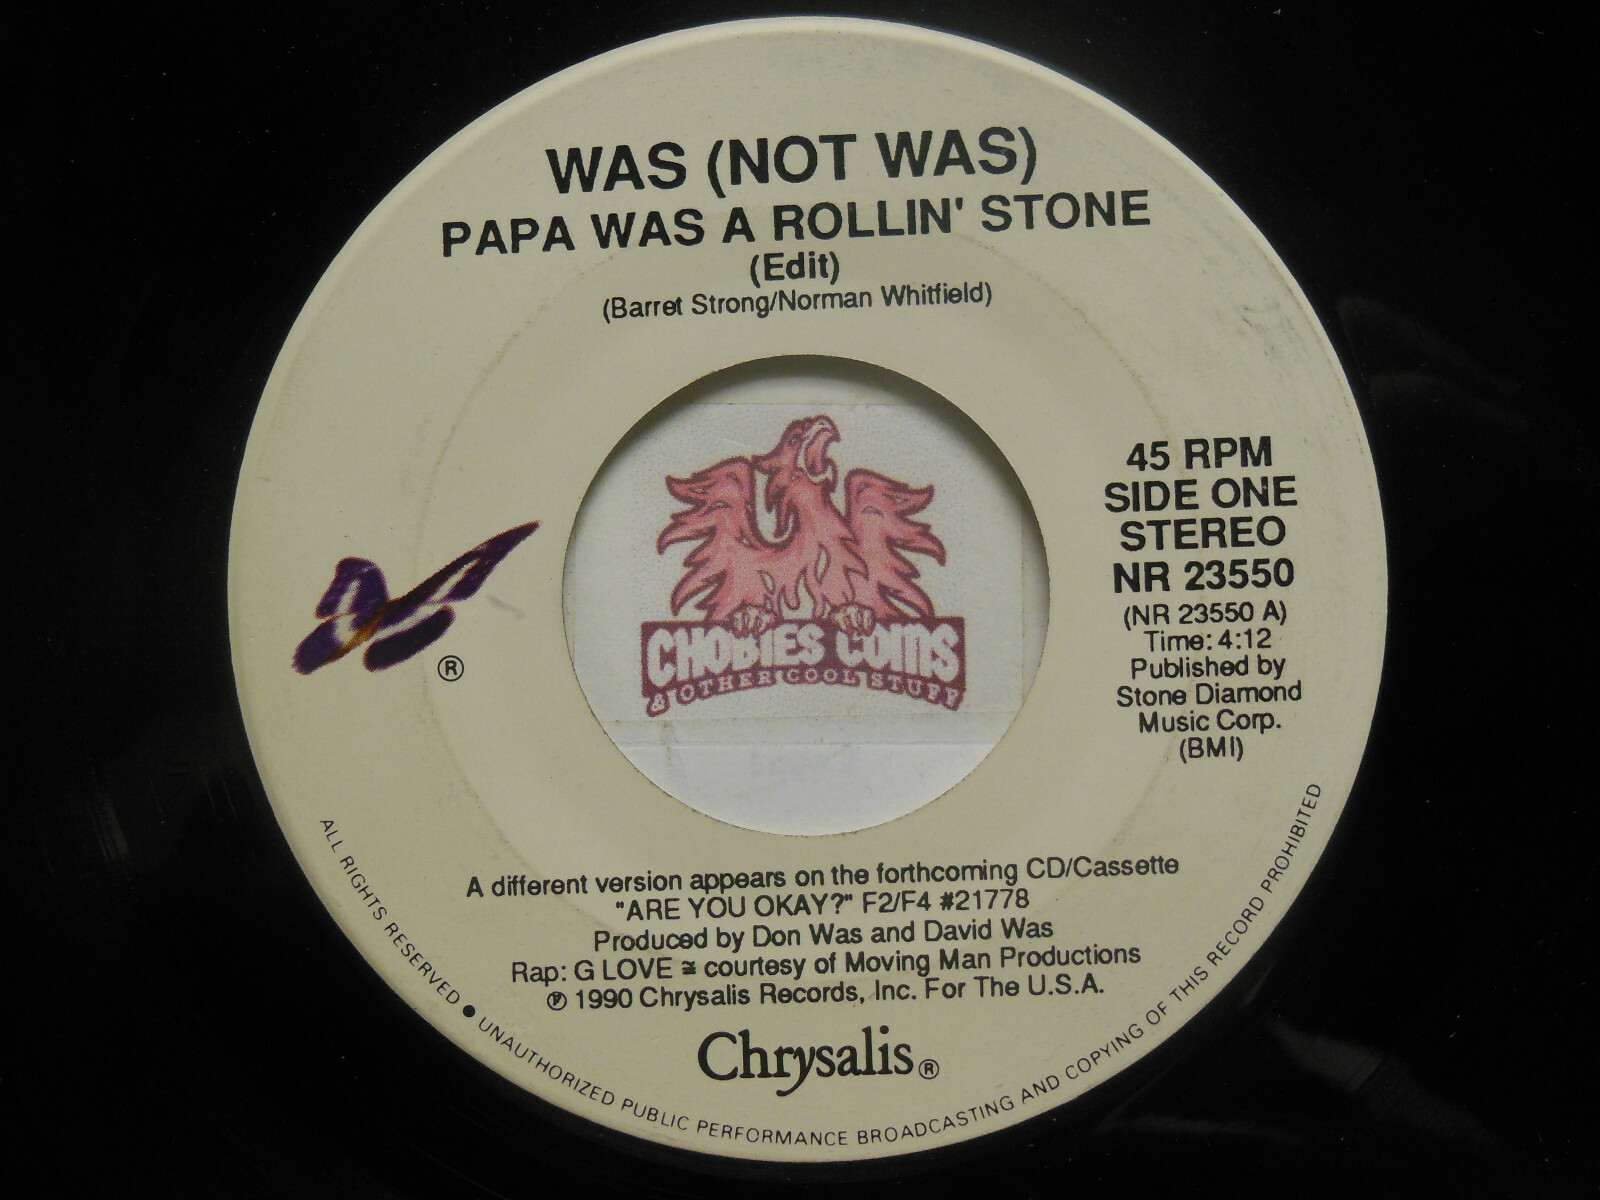 WAS (NOT WAS)
PAPA WAS A ROLLIN' STONE
(Edit)
(Barret Strong/Norman Whitfield)
45 RPM
SIDE ONE
STEREO
NR 23550
(NR 23550 A)
Time: 4:12
Published by
Stone Diamond
Music Corp.
(BMI)
®
CHOBIES COINS
& OTHER COOL STUFF
A different version appears on the forthcoming CD/Cassette
"ARE YOU OKAY?" F2/F4 #21778
Produced by Don Was and David Was
Rap: G LOVE ≅ courtesy of Moving Man Productions
℗ 1990 Chrysalis Records, Inc. For The U.S.A.
Chrysalis®
ALL RIGHTS RESERVED ● UNAUTHORIZED PUBLIC PERFORMANCE BROADCASTING AND COPYING OF THIS RECORD PROHIBITED